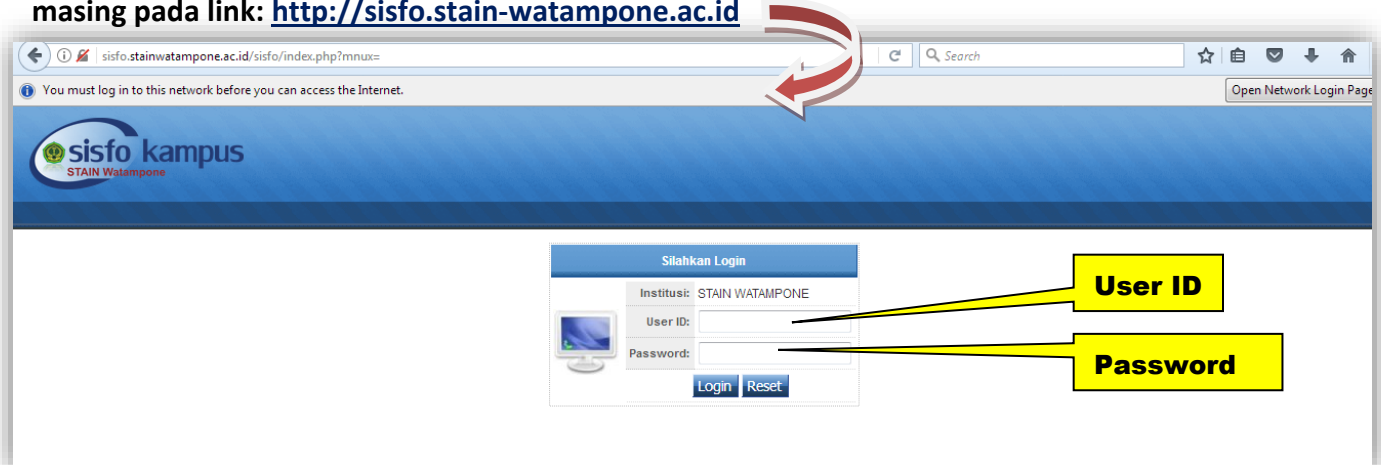 masing pada link: http://sisfo.stain-watampone.ac.id
sisfo.stainwatampone.ac.id/sisfo/index.php?mnux=
Search
You must log in to this network before you can access the Internet.
Open Network Login Page
sisfo kampus
STAIN Watampone
Silahkan Login
Institusi: STAIN WATAMPONE
User ID:
User ID
Password:
Password
Login Reset